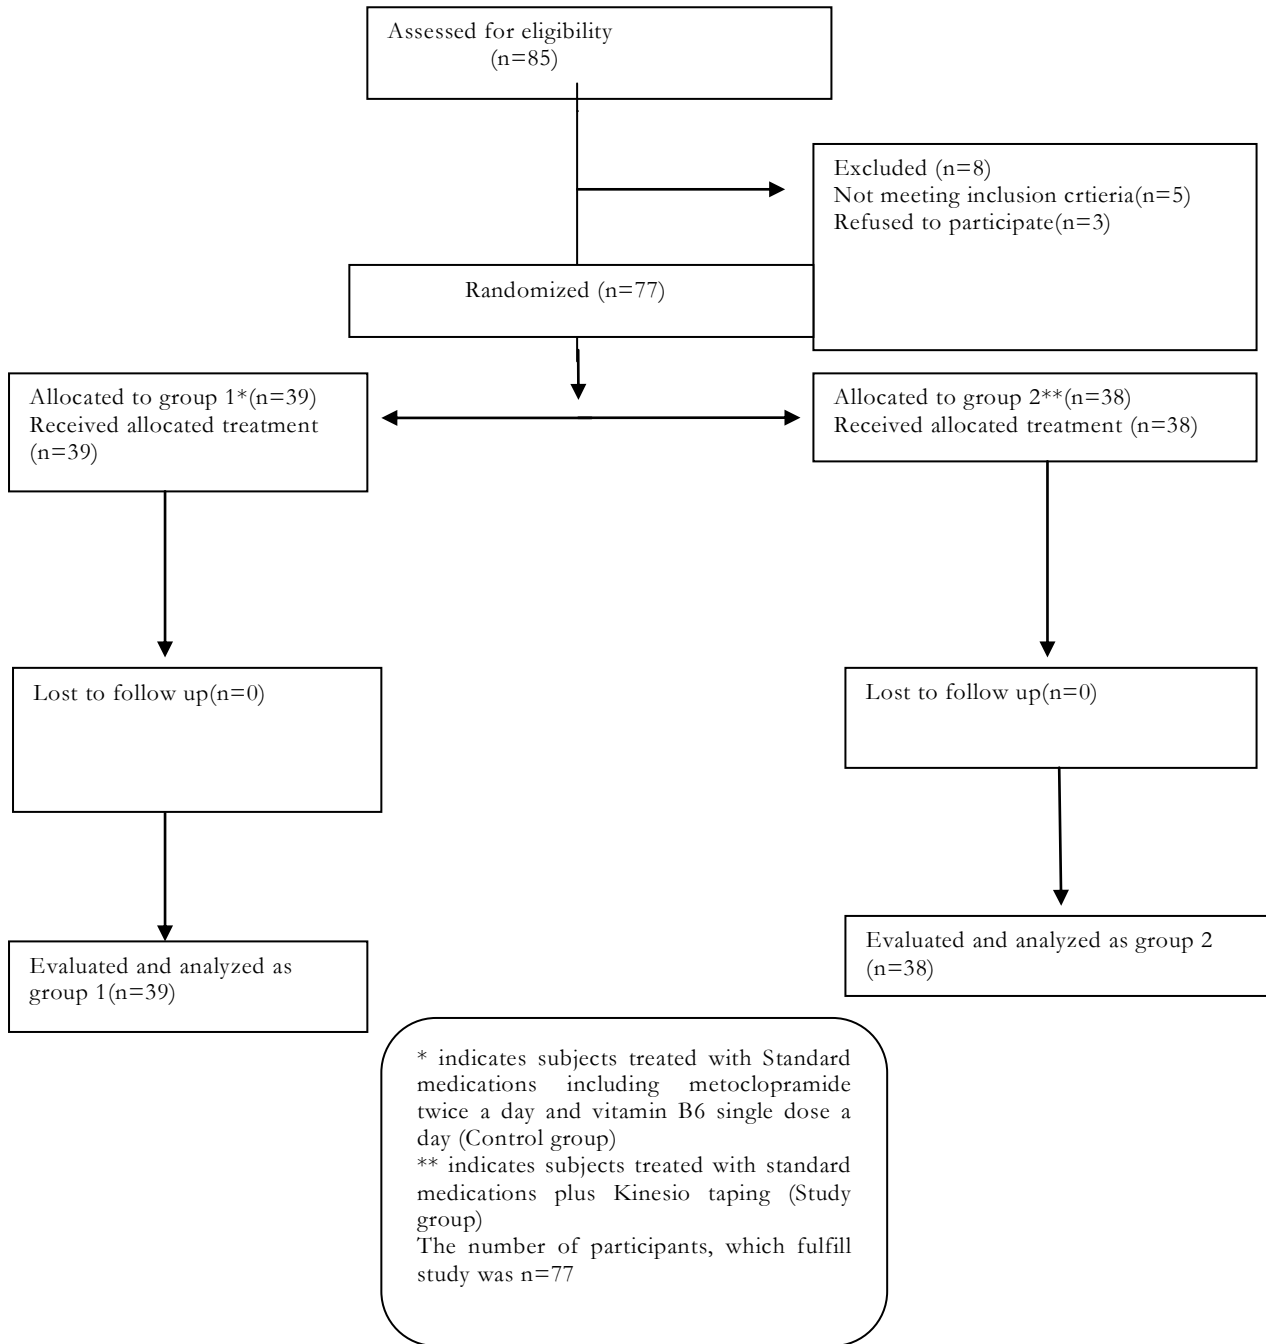 Assessed for eligibility
(n=85)
Excluded (n=8)
Not meeting inclusion crtieria(n=5)
Refused to participate(n=3)
Randomized (n=77)
Allocated to group 1*(n=39)
Received allocated treatment
(n=39)
Allocated to group 2**(n=38)
Received allocated treatment (n=38)
Lost to follow up(n=0)
Lost to follow up(n=0)
Evaluated and analyzed as
group 1(n=39)
Evaluated and analyzed as group 2
(n=38)
* indicates subjects treated with Standard
medications including metoclopramide
twice a day and vitamin B6 single dose a
day (Control group)
** indicates subjects treated with standard
medications plus Kinesio taping (Study
group)
The number of participants, which fulfill
study was n=77